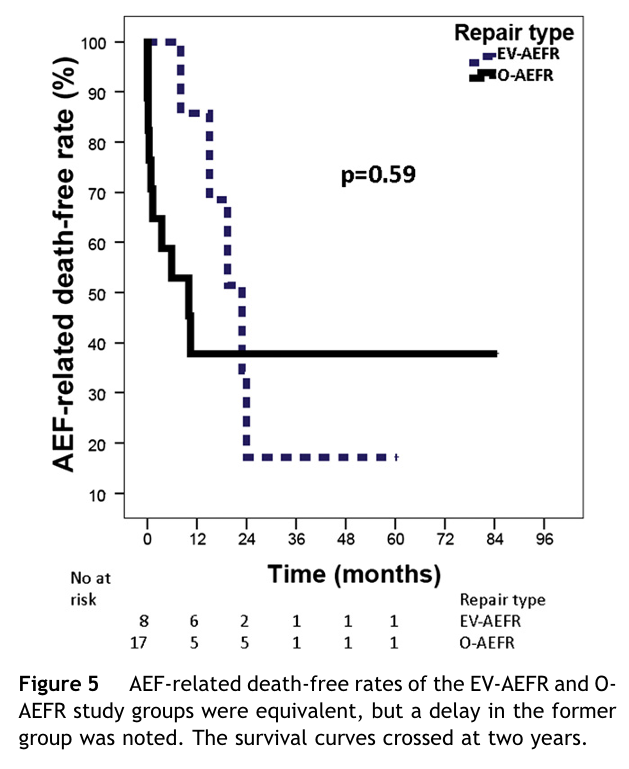 Repair type
EV-AEFR
O-AEFR
p=0.59
AEF-related death-free rate (%)
100
90
80
70
60
50
40
30
20
10
0 12 24 36 48 60 72 84 96
Time (months)
No at
risk
Repair type
8 6 2 1 1 1 EV-AEFR
17 5 5 1 1 1 O-AEFR
Figure 5 AEF-related death-free rates of the EV-AEFR and O-
AEFR study groups were equivalent, but a delay in the former
group was noted. The survival curves crossed at two years.